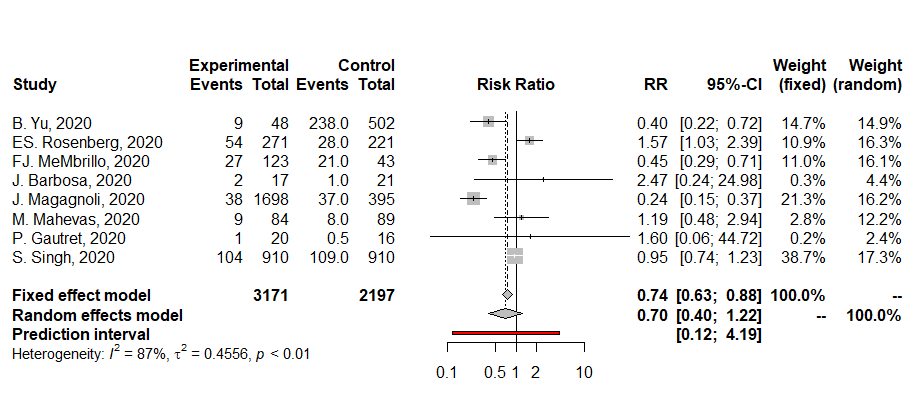 Experimental Control Weight Weight
Study Events Total Events Total Risk Ratio RR 95%-CI (fixed) (random)
B. Yu, 2020 9 48 238.0 502 0.40 [0.22; 0.72] 14.7% 14.9%
ES. Rosenberg, 2020 54 271 28.0 221 1.57 [1.03; 2.39] 10.9% 16.3%
FJ. MeMbrillo, 2020 27 123 21.0 43 0.45 [0.29; 0.71] 11.0% 16.1%
J. Barbosa, 2020 2 17 1.0 21 2.47 [0.24; 24.98] 0.3% 4.4%
J. Magagnoli, 2020 38 1698 37.0 395 0.24 [0.15; 0.37] 21.3% 16.2%
M. Mahevas, 2020 9 84 8.0 89 1.19 [0.48; 2.94] 2.8% 12.2%
P. Gautret, 2020 1 20 0.5 16 1.60 [0.06; 44.72] 0.2% 2.4%
S. Singh, 2020 104 910 109.0 910 0.95 [0.74; 1.23] 38.7% 17.3%
Fixed effect model 3171 2197 0.74 [0.63; 0.88] 100.0% --
Random effects model 0.70 [0.40; 1.22] -- 100.0%
Prediction interval [0.12; 4.19]
Heterogeneity: I² = 87%, τ² = 0.4556, p < 0.01
0.1 0.5 1 2 10